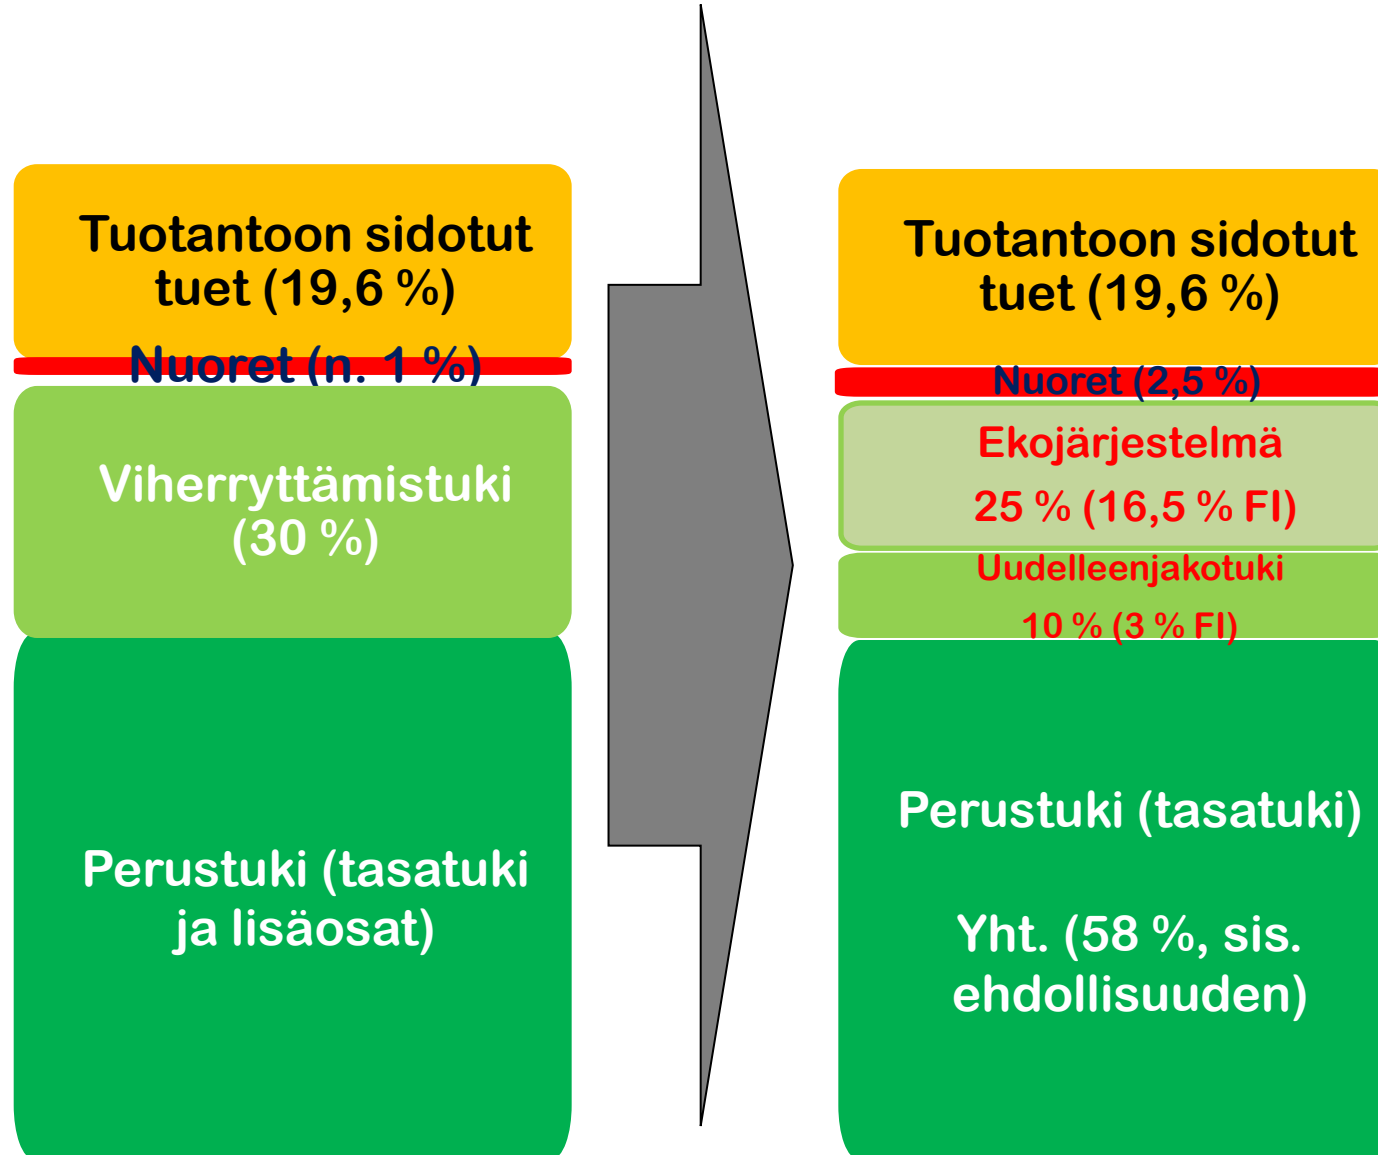 Tuotantoon sidotut
tuet (19,6 %)
Nuoret (n. 1 %)
Viherryttämistuki
(30 %)
Perustuki (tasatuki
ja lisäosat)
Tuotantoon sidotut
tuet (19,6 %)
Nuoret (2,5 %)
Ekojärjestelmä
25 % (16,5 % FI)
Uudelleenjakotuki
10 % (3 % FI)
Perustuki (tasatuki)
Yht. (58 %, sis.
ehdollisuuden)